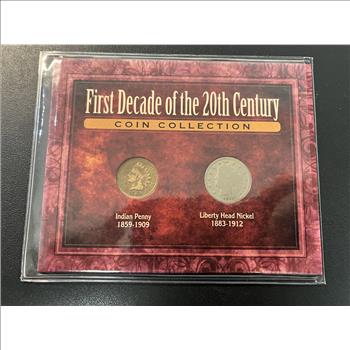 First Decade of the 20th Century
COIN COLLECTION
Indian Penny
1859-1909
Liberty Head Nickel
1883-1912